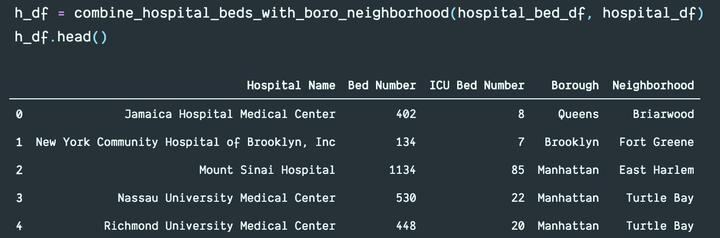 h_df = combine_hospital_beds_with_boro_neighborhood(hospital_bed_df, hospital_df)
h_df.head()
Hospital Name Bed Number ICU Bed Number Borough Neighborhood
0 Jamaica Hospital Medical Center 402 8 Queens Briarwood
1 New York Community Hospital of Brooklyn, Inc 134 7 Brooklyn Fort Greene
2 Mount Sinai Hospital 1134 85 Manhattan East Harlem
3 Nassau University Medical Center 530 22 Manhattan Turtle Bay
4 Richmond University Medical Center 448 20 Manhattan Turtle Bay